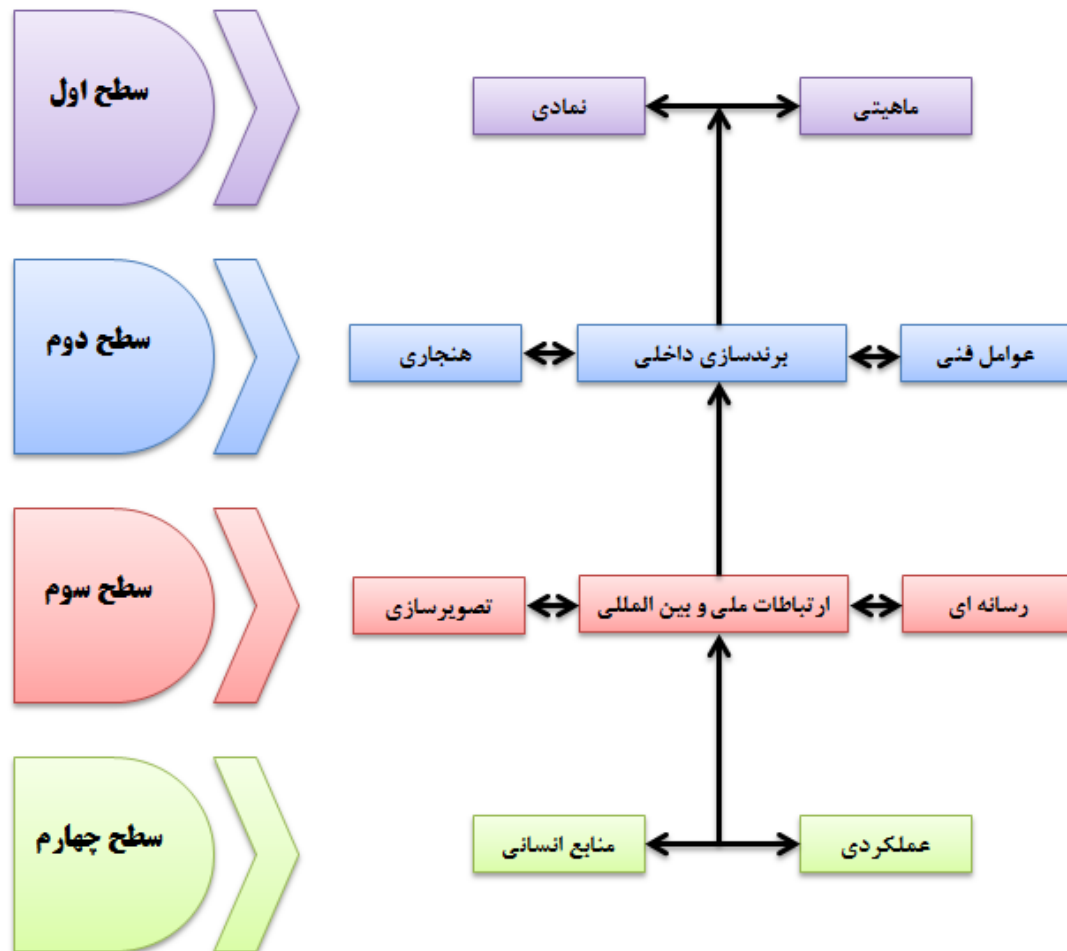 سطح اول
ماهیتی
نمادی
سطح دوم
عوامل فنی
برندسازی داخلی
هنجاری
سطح سوم
رسانه ای
ارتباطات ملی و بین المللی
تصویرسازی
سطح چهارم
عملکردی
منابع انسانی